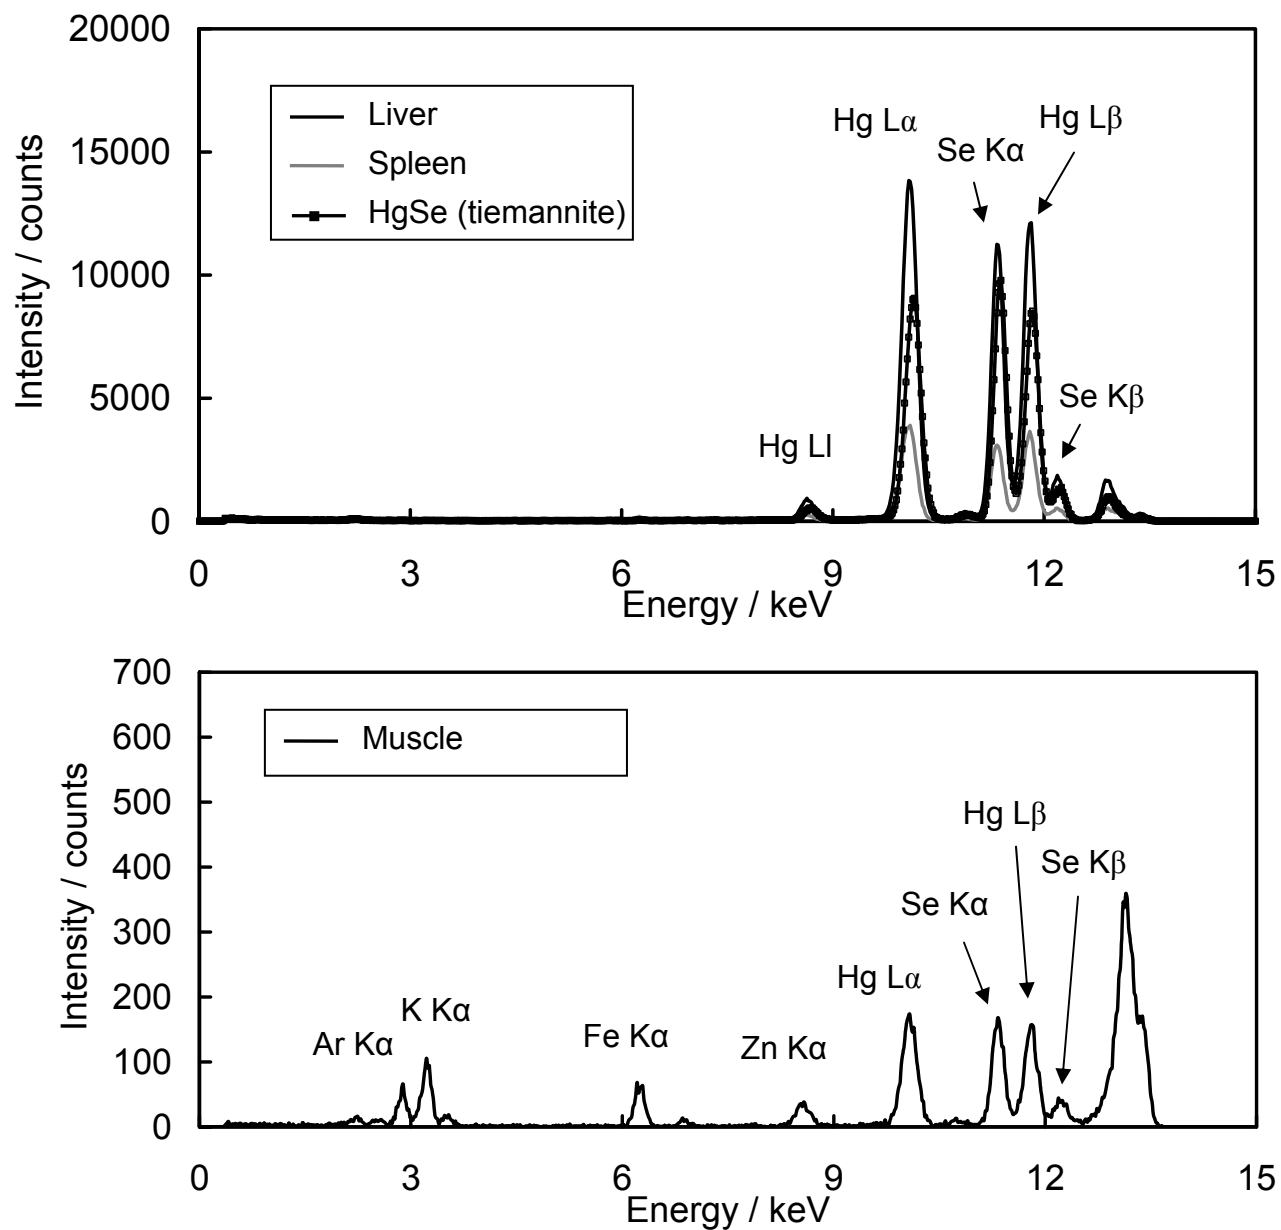 20000
15000
10000
5000
0
Intensity / counts
Liver
Spleen
HgSe (tiemannite)
Hg Lα
Hg Lβ
Se Kα
Se Kβ
Hg Ll
0 3 6 9 12 15
Energy / keV
700
600
500
400
300
200
100
0
Intensity / counts
Muscle
Hg Lβ
Se Kβ
Se Kα
Hg Lα
K Kα
Ar Kα
Fe Kα
Zn Kα
0 3 6 9 12 15
Energy / keV